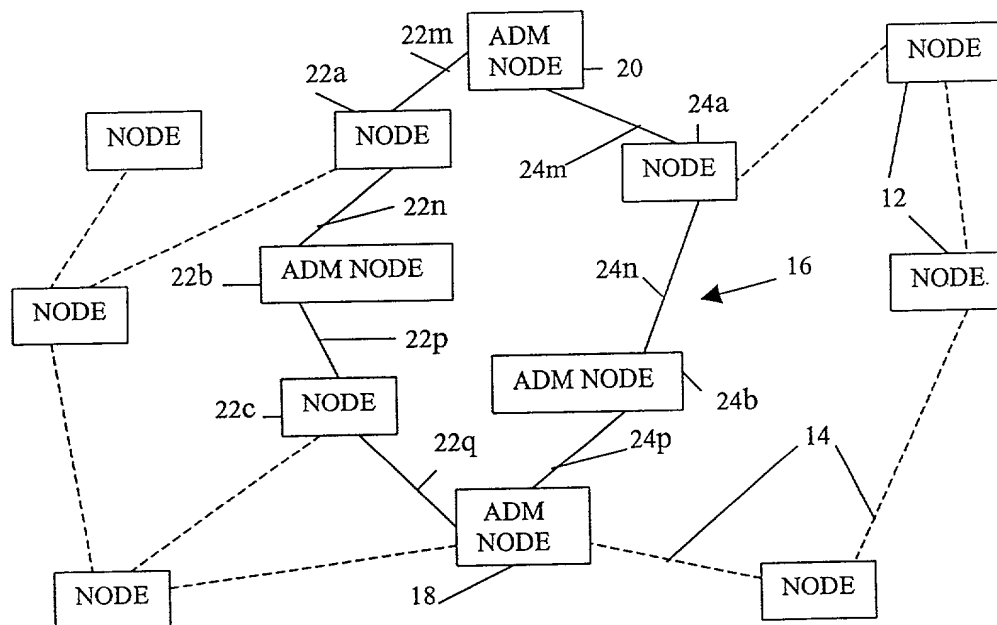 22m
ADM
NODE
20
NODE
22a
24a
NODE
NODE
24m
NODE
12
22n
22b
ADM NODE
24n
16
NODE.
NODE
22p
ADM NODE
24b
22c
NODE
22q
24p
14
ADM
NODE
NODE
18
NODE